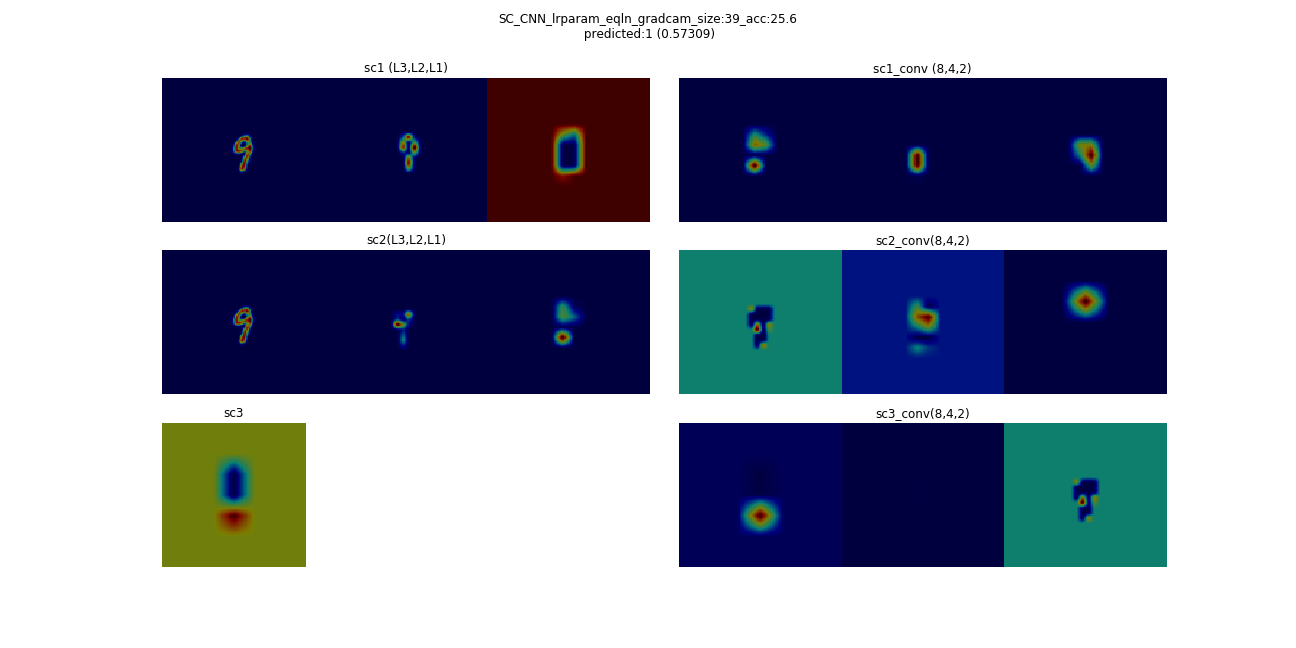 SC_CNN_lrparam_eqln_gradcam_size:39_acc:25.6
predicted:1 (0.57309)
sc1 (L3,L2,L1)
sc1_conv (8,4,2)
sc2(L3,L2,L1)
sc2_conv(8,4,2)
sc3
sc3_conv(8,4,2)